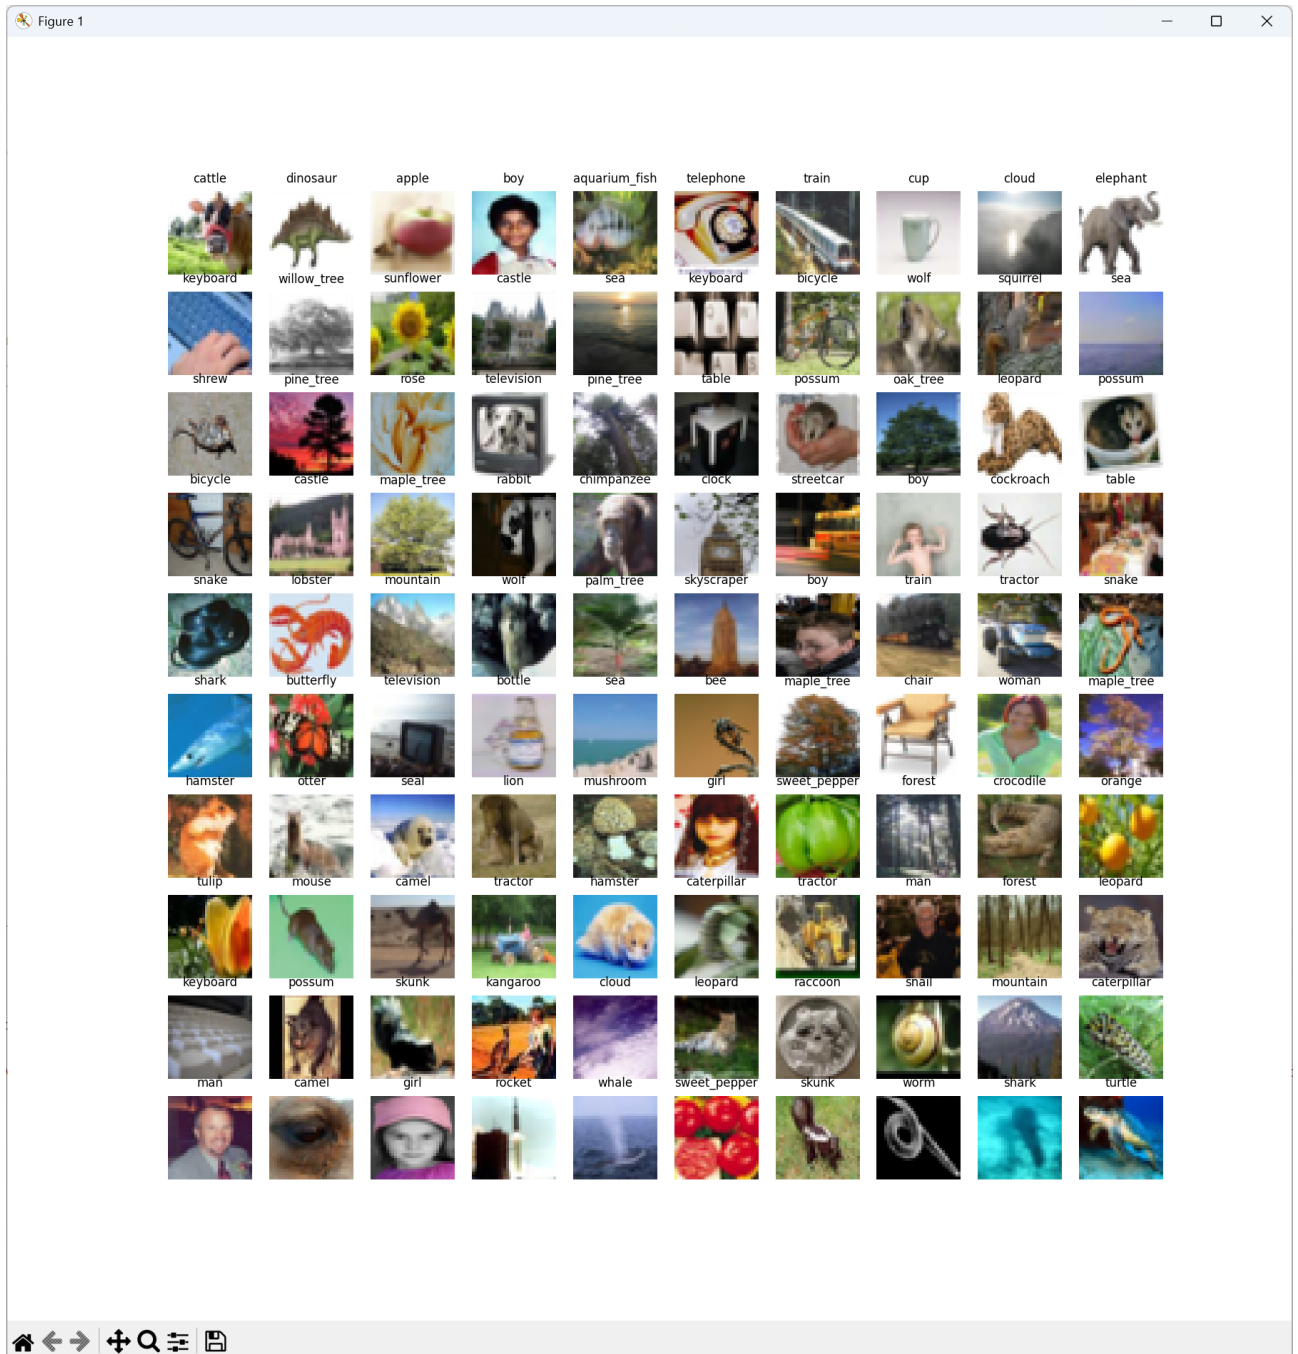 Figure 1
cattle dinosaur apple boy aquarium_fish telephone train cup cloud elephant
keyboard willow_tree sunflower castle sea keyboard bicycle wolf squirrel sea
shrew pine_tree rose television pine_tree table possum oak_tree leopard possum
bicycle castle maple_tree rabbit chimpanzee clock streetcar boy cockroach table
snake lobster mountain wolf palm_tree skyscraper boy train tractor snake
shark butterfly television bottle sea bee maple_tree chair woman maple_tree
hamster otter seal lion mushroom girl sweet_pepper forest crocodile orange
tulip mouse camel tractor hamster caterpillar tractor man forest leopard
keyboard possum skunk kangaroo cloud leopard raccoon snail mountain caterpillar
man camel girl rocket whale sweet_pepper skunk worm shark turtle